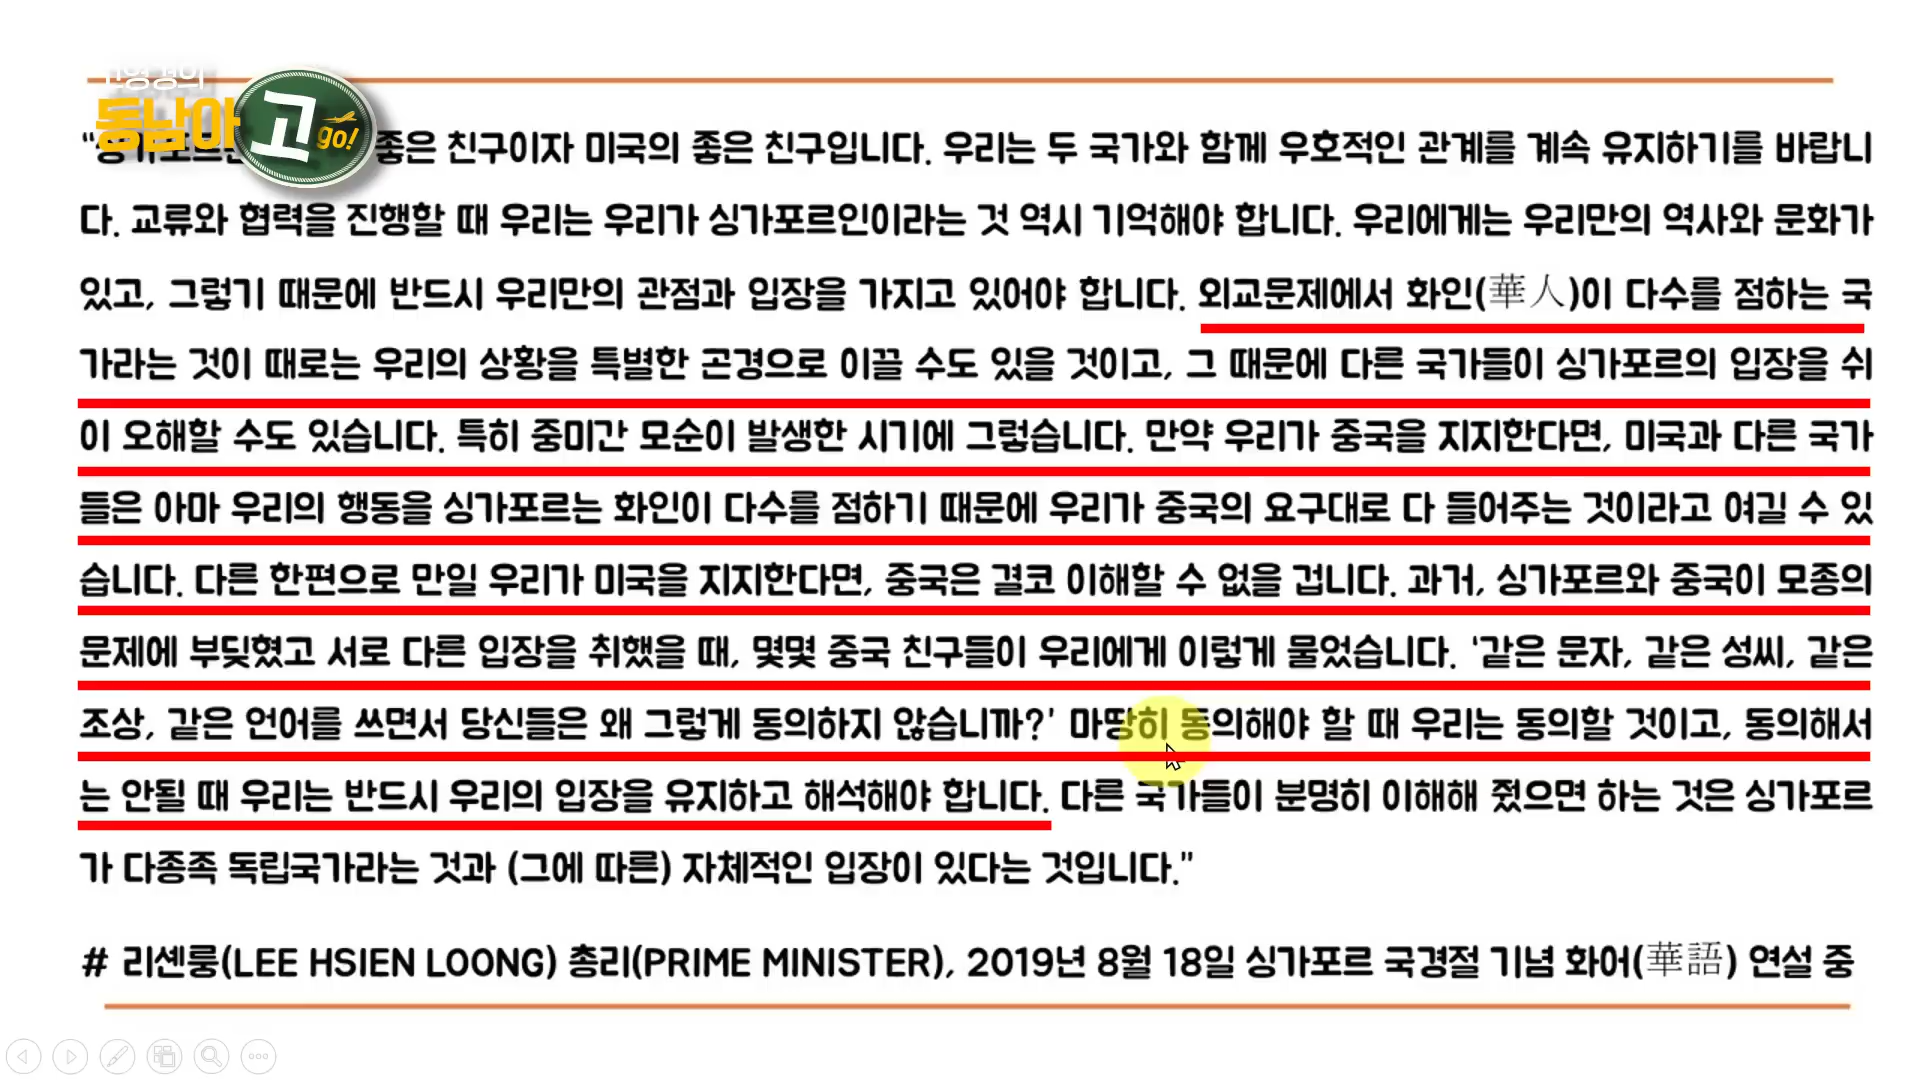 동남아 고 go!
좋은 친구이자 미국의 좋은 친구입니다. 우리는 두 국가와 함께 우호적인 관계를 계속 유지하기를 바랍니
다. 교류와 협력을 진행할 때 우리는 우리가 싱가포르인이라는 것 역시 기억해야 합니다. 우리에게는 우리만의 역사와 문화가
있고, 그렇기 때문에 반드시 우리만의 관점과 입장을 가지고 있어야 합니다. 외교문제에서 화인(華人)이 다수를 점하는 국
가라는 것이 때로는 우리의 상황을 특별한 곤경으로 이끌 수도 있을 것이고, 그 때문에 다른 국가들이 싱가포르의 입장을 쉬
이 오해할 수도 있습니다. 특히 중미간 모순이 발생한 시기에 그렇습니다. 만약 우리가 중국을 지지한다면, 미국과 다른 국가
들은 아마 우리의 행동을 싱가포르는 화인이 다수를 점하기 때문에 우리가 중국의 요구대로 다 들어주는 것이라고 여길 수 있
습니다. 다른 한편으로 만일 우리가 미국을 지지한다면, 중국은 결코 이해할 수 없을 겁니다. 과거, 싱가포르와 중국이 모종의
문제에 부딪혔고 서로 다른 입장을 취했을 때, 몇몇 중국 친구들이 우리에게 이렇게 물었습니다. ‘같은 문자, 같은 성씨, 같은
조상, 같은 언어를 쓰면서 당신들은 왜 그렇게 동의하지 않습니까?’ 마땅히 동의해야 할 때 우리는 동의할 것이고, 동의해서
는 안될 때 우리는 반드시 우리의 입장을 유지하고 해석해야 합니다. 다른 국가들이 분명히 이해해 줬으면 하는 것은 싱가포르
가 다종족 독립국가라는 것과 (그에 따른) 자체적인 입장이 있다는 것입니다.”
# 리셴룽(LEE HSIEN LOONG) 총리(PRIME MINISTER), 2019년 8월 18일 싱가포르 국경절 기념 화어(華語) 연설 중